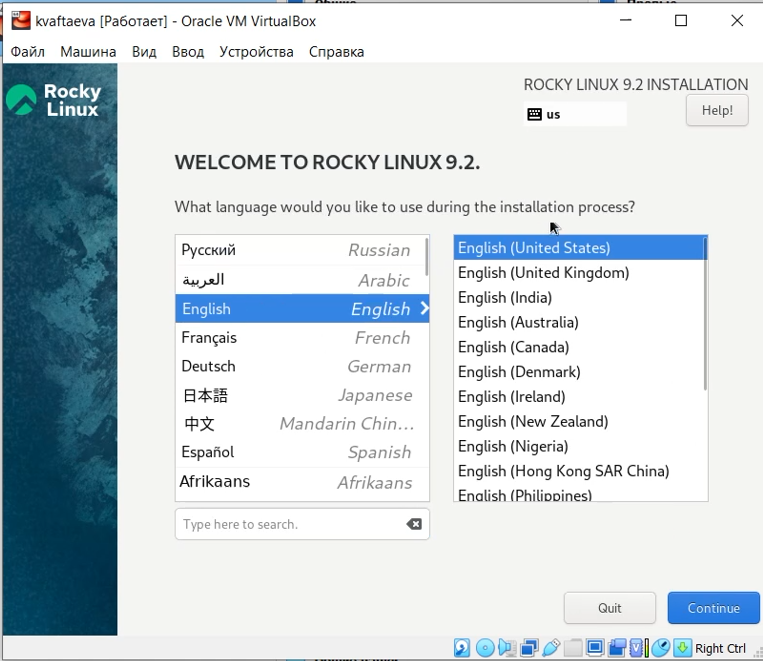 kvaftaeva [Работает] - Oracle VM VirtualBox
Файл Машина Вид Ввод Устройства Справка
Rocky Linux
ROCKY LINUX 9.2 INSTALLATION
us
Help!
WELCOME TO ROCKY LINUX 9.2.
What language would you like to use during the installation process?
Русский Russian
العربية Arabic
English English
Français French
Deutsch German
日本語 Japanese
中文 Mandarin Chin...
Español Spanish
Afrikaans Afrikaans
Type here to search.
English (United States)
English (United Kingdom)
English (India)
English (Australia)
English (Canada)
English (Denmark)
English (Ireland)
English (New Zealand)
English (Nigeria)
English (Hong Kong SAR China)
English (Philippines)
Quit
Continue
Right Ctrl